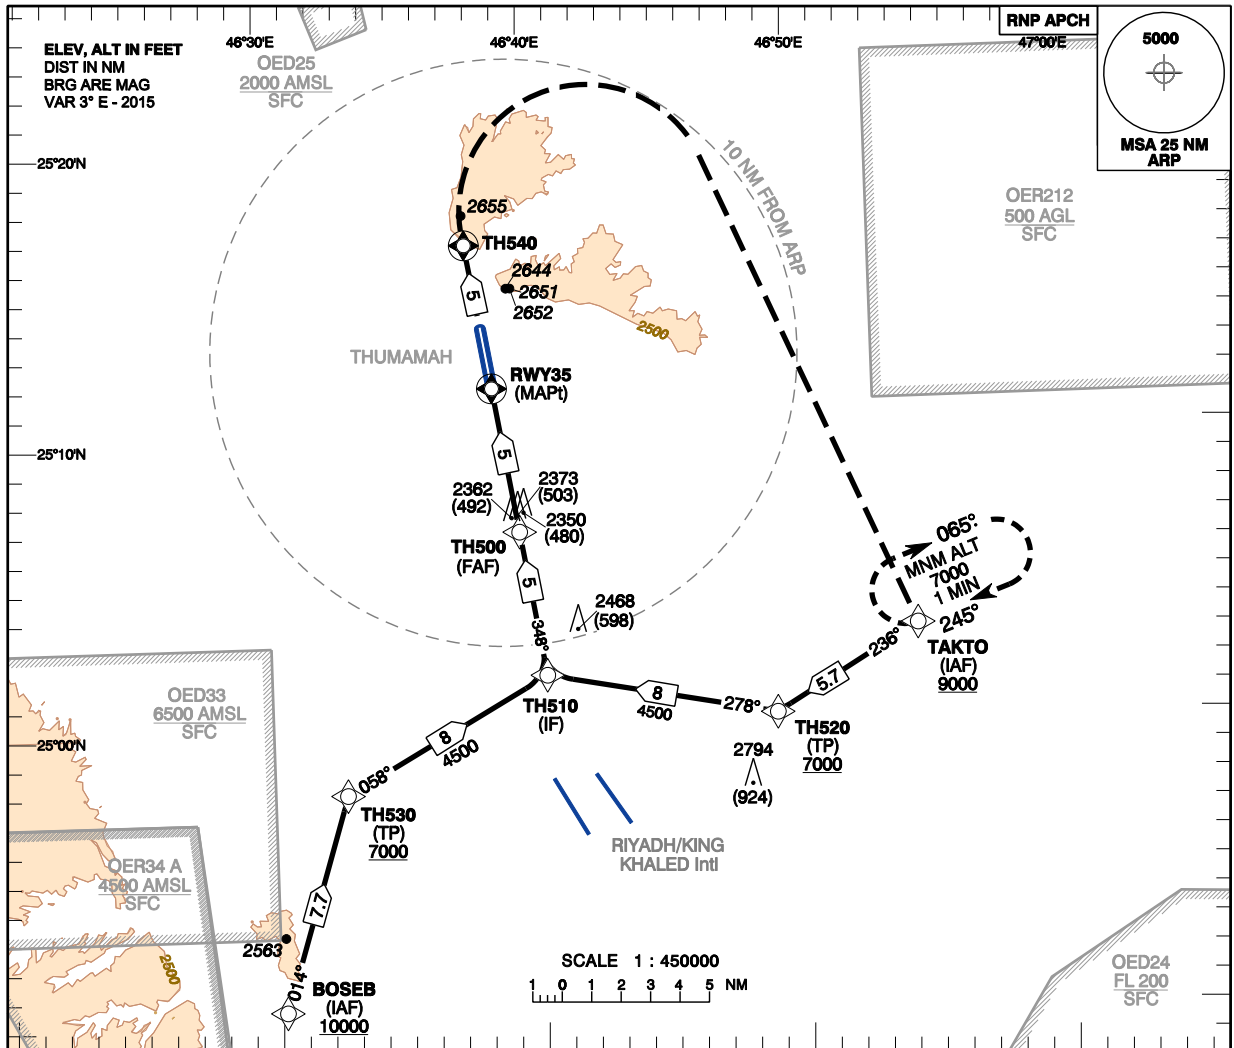 RNP APCH
46°30'E
46°40'E
46°50'E
47°00'E
ELEV, ALT IN FEET
DIST IN NM
BRG ARE MAG
VAR 3° E - 2015
5000
MSA 25 NM
ARP
OED25
2000 AMSL
SFC
25°20'N
10 NM FROM ARP
OER212
500 AGL
SFC
2655
TH540
2644
2651
2652
5
2500
THUMAMAH
RWY35
(MAPt)
25°10'N
5
2362
(492)
2373
(503)
2350
(480)
TH500
(FAF)
5
065°
MNM ALT
7000
1 MIN
245°
2468
(598)
348°
236°
TAKTO
(IAF)
9000
5.7
TH510
(IF)
8
4500
278°
TH520
(TP)
7000
OED33
6500 AMSL
SFC
25°00'N
8
4500
058°
2794
(924)
TH530
(TP)
7000
RIYADH/KING
KHALED Intl
OER34 A
4500 AMSL
SFC
7.7
2563
2500
014°
BOSEB
(IAF)
10000
SCALE 1 : 450000
1 0 1 2 3 4 5 NM
OED24
FL 200
SFC